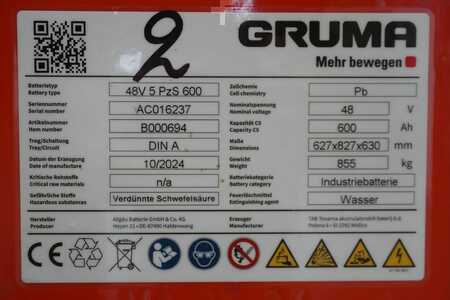 2
GRUMA
Mehr bewegen
Batterietyp
Battery type
48V 5 PzS 600
Zellchemie
Cell chemistry
Pb
Seriennummer
Serial number
AC016237
Nominalspannung
Nominal voltage
48
V
Artikelnummer
Item number
B000694
Kapazität C5
Capacity C5
600
Ah
Trog/Schaltung
Tray/Circuit
DIN A
Maße
Dimensions
627x827x630
mm
Datum der Erzeugung
Date of manufacture
10/2024
Gewicht
Weight
855
kg
Kritische Rohstoffe
Critical raw materials
n/a
Batteriekategorie
Battery category
Industriebatterie
Gefährliche Stoffe
Hazardous substances
Verdünnte Schwefelsäure
Feuerlöschmittel
Extinguishing agent
Wasser
Hersteller
Producer
Allgäu Batterie GmbH & Co. KG
87490 Haldenwang
Erzeuger
Manufacturer
TAB
CE
Pb